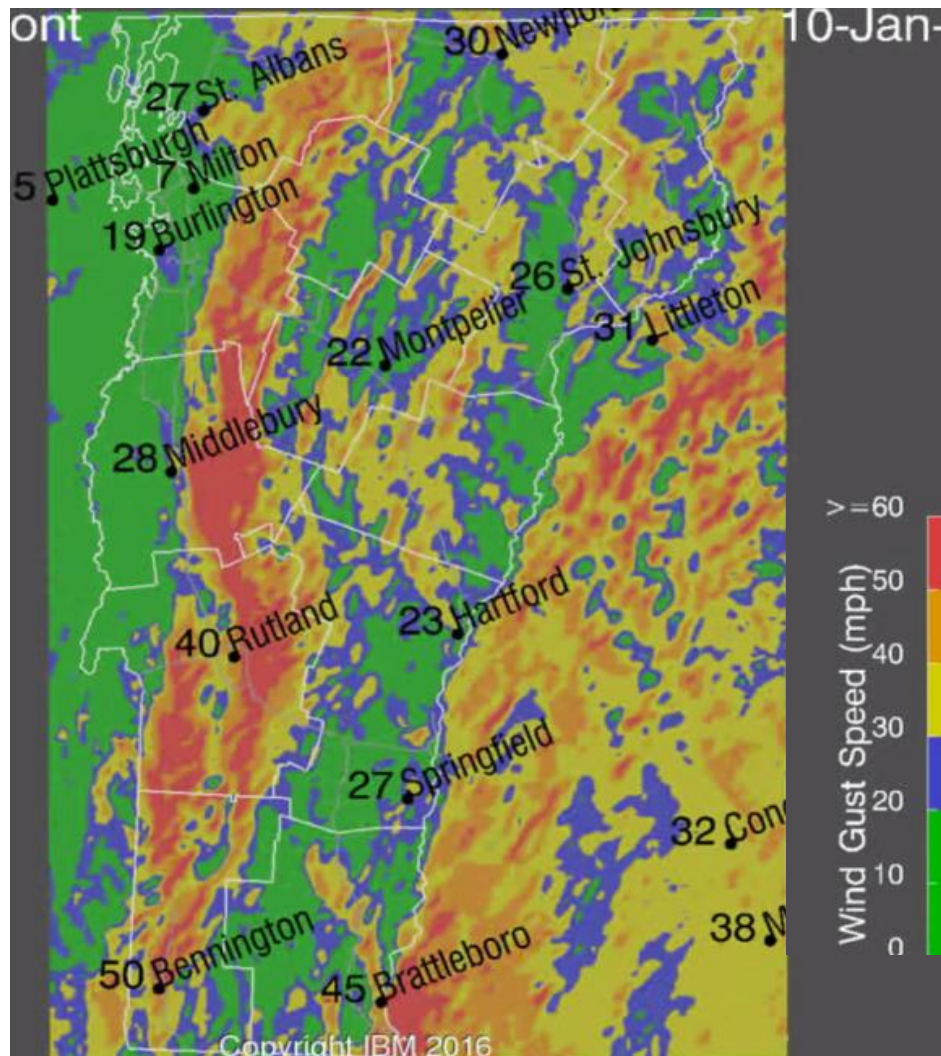 ont
10-Jan-
30 Newport
27 St. Albans
5 Plattsburgh
7 Milton
19 Burlington
26 St. Johnsbury
31 Littleton
22 Montpelier
28 Middlebury
23 Hartford
40 Rutland
27 Springfield
32 Conc
38 M
50 Bennington
45 Brattleboro
Copyright IBM 2016
Wind Gust Speed (mph)
>=60
50
40
30
20
10
0